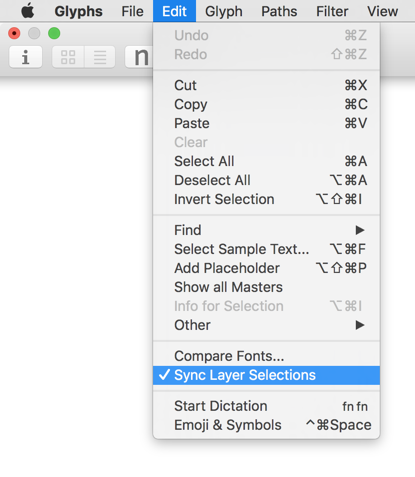 Glyphs File Edit Glyph Paths Filter View
i n
Undo ⌘Z
Redo ⇧⌘Z
Cut ⌘X
Copy ⌘C
Paste ⌘V
Clear
Select All ⌘A
Deselect All ⌥⌘A
Invert Selection ⌥⇧⌘I
Find ▶
Select Sample Text... ⌥⌘F
Add Placeholder ⌥⇧⌘P
Show all Masters
Info for Selection ⌥⌘I
Other ▶
Compare Fonts...
✓ Sync Layer Selections
Start Dictation fn fn
Emoji & Symbols ^⌘Space